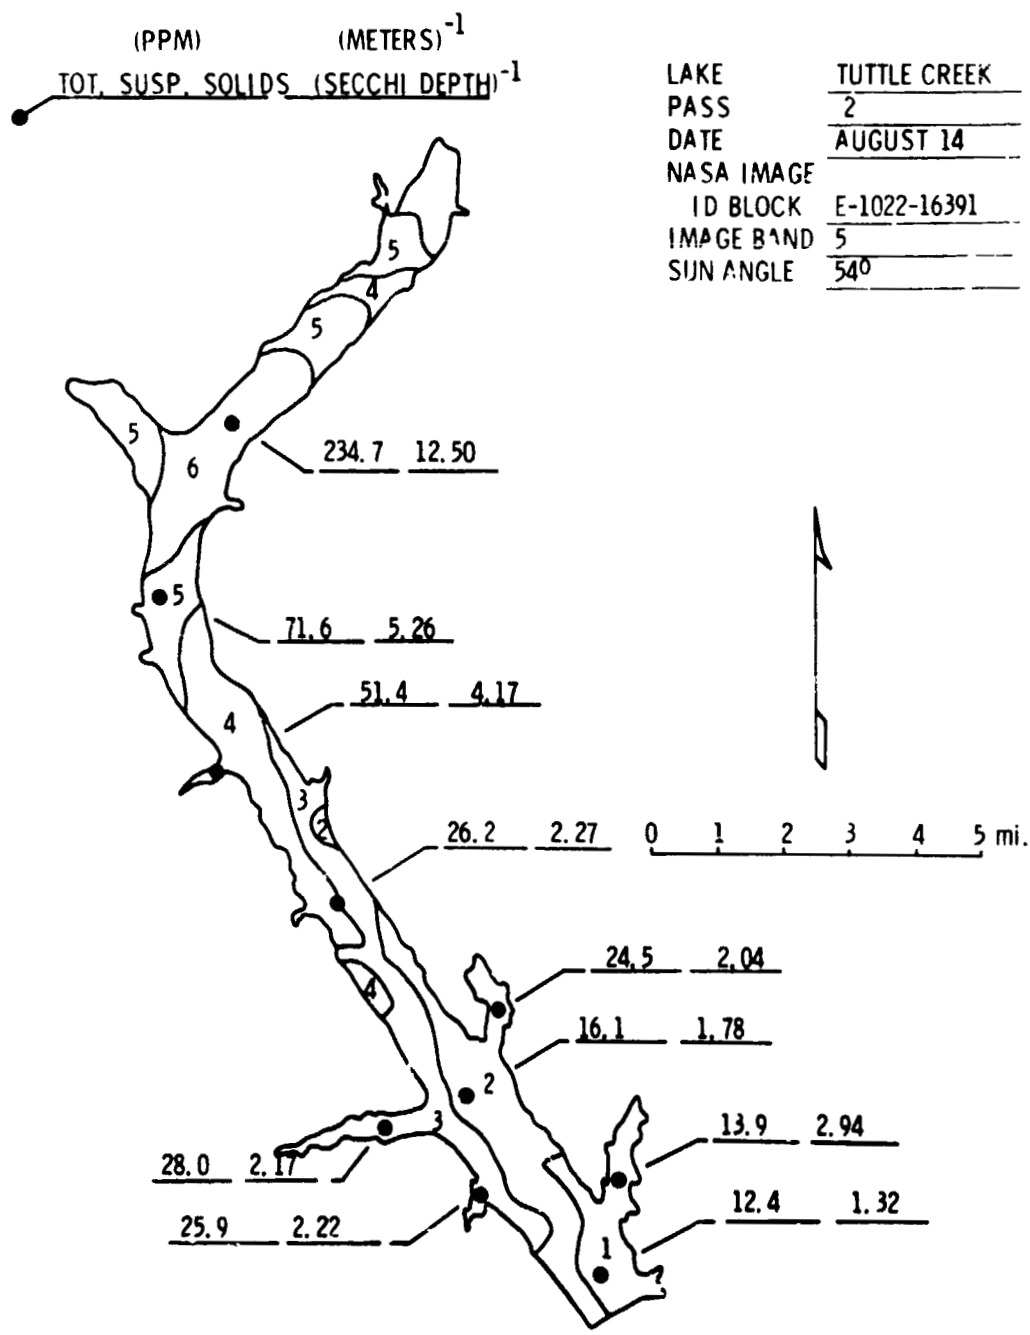 (PPM) (METERS)-1
TOT. SUSP. SOLIDS (SECCHI DEPTH)-1
LAKE TUTTLE CREEK
PASS 2
DATE AUGUST 14
NASA IMAGE
ID BLOCK E-1022-16391
IMAGE BAND 5
SUN ANGLE 54º
5
4
5
5
6
234.7 12.50
5
71.6 5.26
51.4 4.17
4
3
2
26.2 2.27
0 1 2 3 4 5 mi.
24.5 2.04
4
16.1 1.78
2
3
13.9 2.94
28.0 2.17
12.4 1.32
25.9 2.22
1